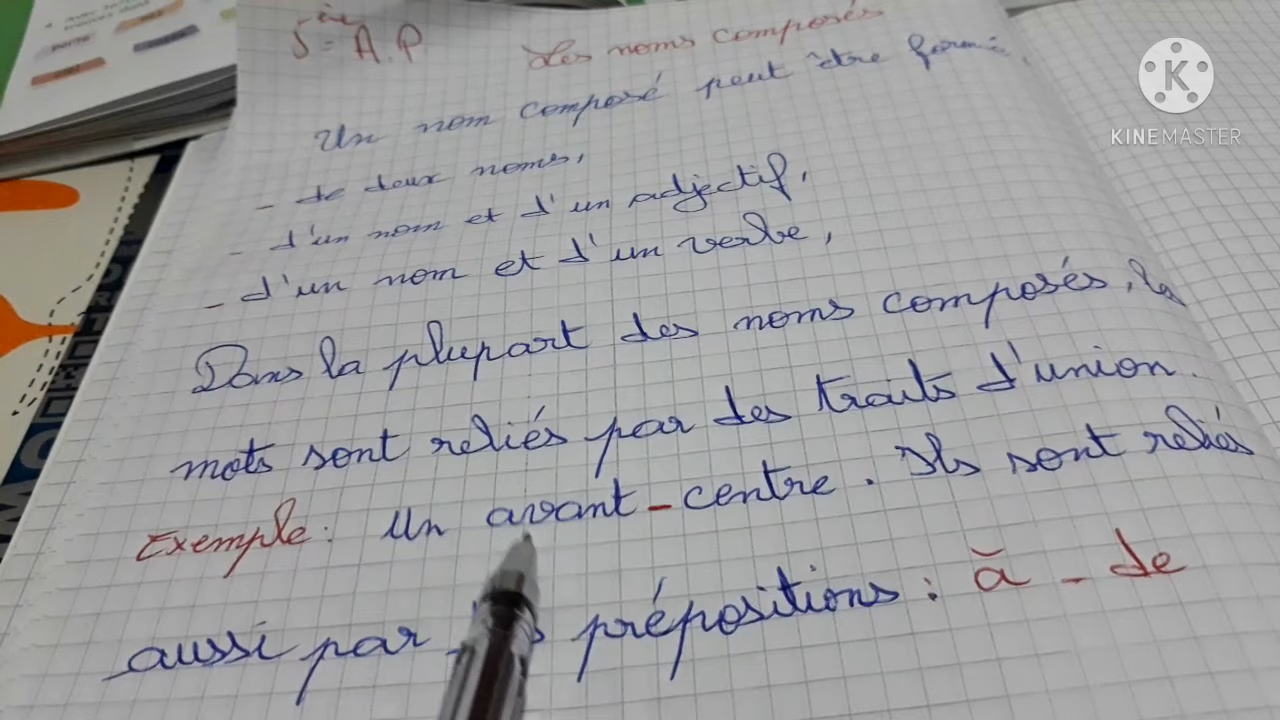 5ème A.P Les noms composés
Un nom composé peut être formé
- de deux noms,
- d'un nom et d'un adjectif,
- d'un nom et d'un verbe,
Dans la plupart des noms composés, la
mots sont reliés par des traits d'union.
Exemple: Un avant-centre. Ils sont reliés
aussi par prépositions: à - de
K
KINEMASTER